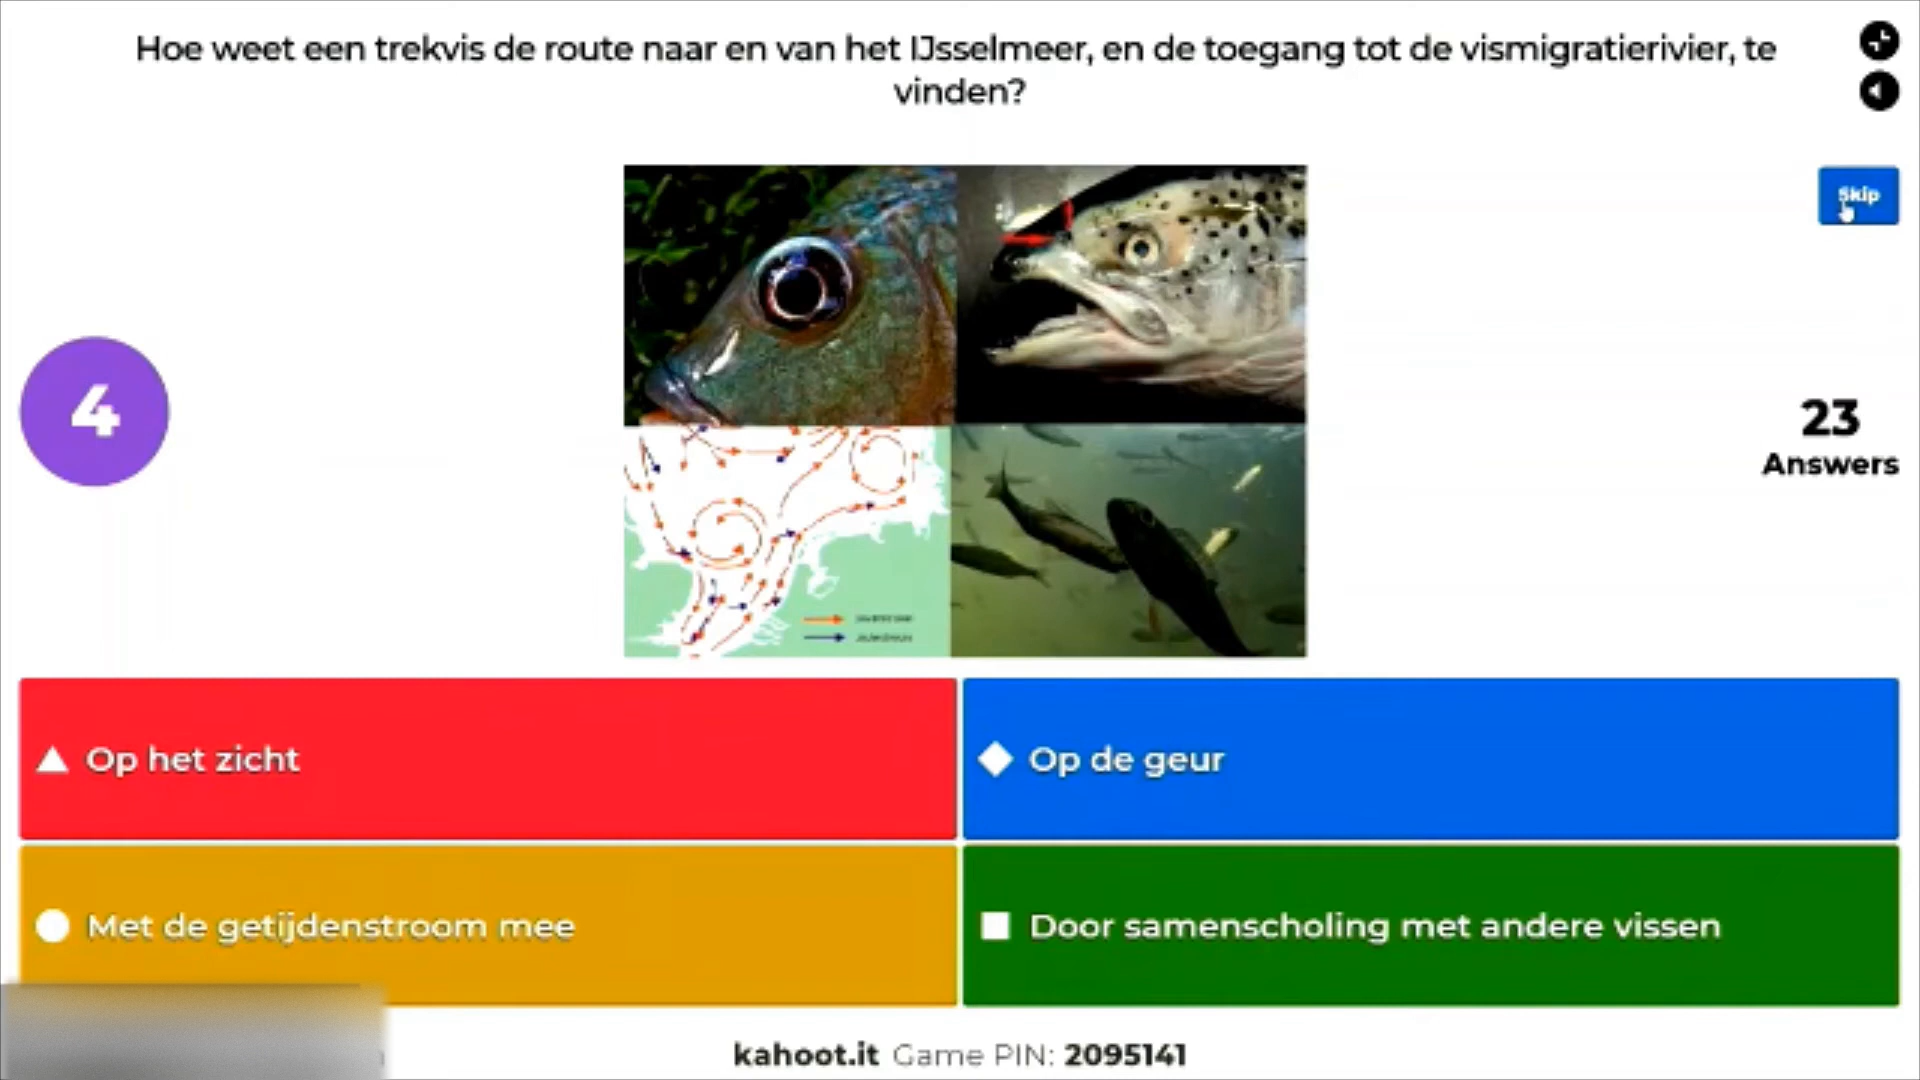 Hoe weet een trekvis de route naar en van het IJsselmeer, en de toegang tot de vismigratierivier, te
vinden?
Skip
4
23
Answers
Op het zicht
Op de geur
Met de getijdenstroom mee
Door samenscholing met andere vissen
kahoot.it Game PIN: 2095141